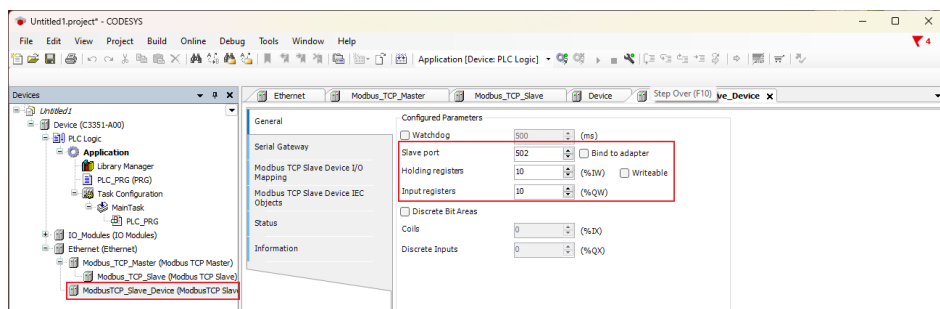 Untitled1.project* - CODESYS
File Edit View Project Build Online Debug Tools Window Help
4
Application [Device: PLC Logic]
Devices
Ethernet Modbus_TCP_Master Modbus_TCP_Slave Device Step Over (F10) ve_Device
Untitled1
Device (C3351-A00)
PLC Logic
Application
Library Manager
PLC_PRG (PRG)
Task Configuration
MainTask
PLC_PRG
IO_Modules (IO Modules)
Ethernet (Ethernet)
Modbus_TCP_Master (Modbus TCP Master)
Modbus_TCP_Slave (Modbus TCP Slave)
ModbusTCP_Slave_Device (ModbusTCP Slav
General
Serial Gateway
Modbus TCP Slave Device I/O
Mapping
Modbus TCP Slave Device IEC
Objects
Status
Information
Configured Parameters
Watchdog 500 (ms)
Slave port 502 Bind to adapter
Holding registers 10 (%IW) Writeable
Input registers 10 (%QW)
Discrete Bit Areas
Coils 0 (%IX)
Discrete Inputs 0 (%QX)